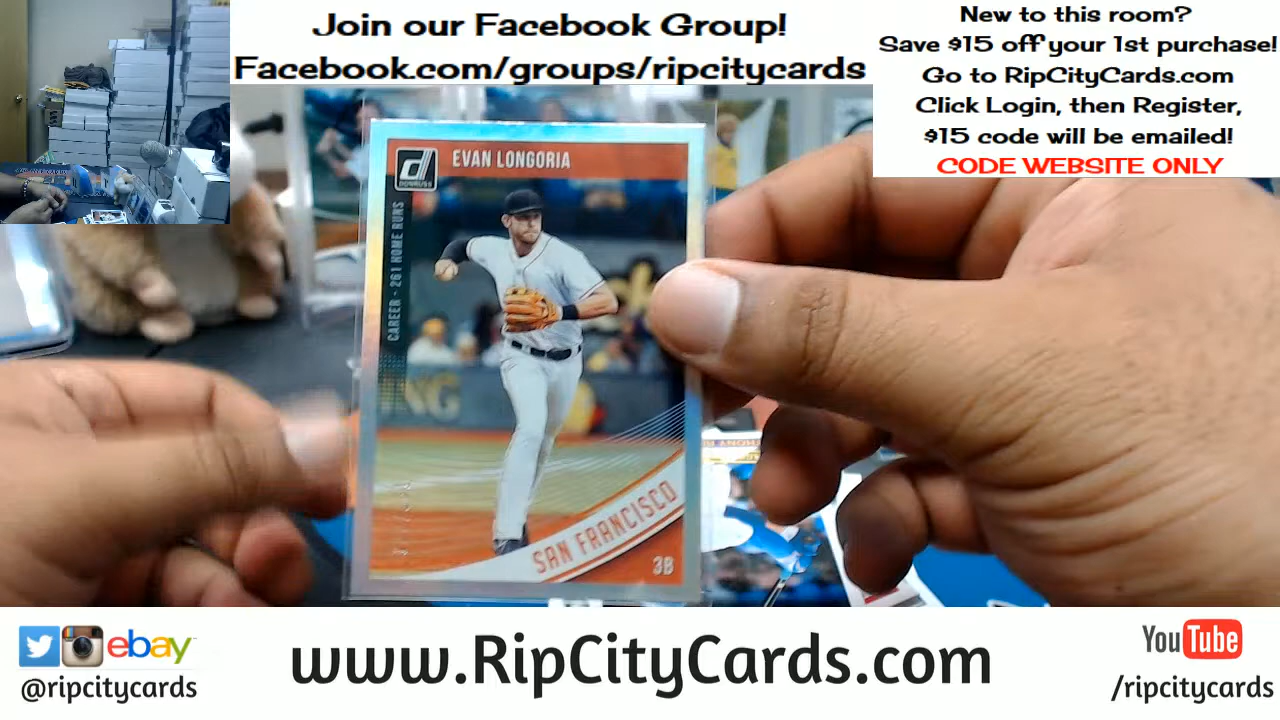 Join our Facebook Group!
Facebook.com/groups/ripcitycards
New to this room?
Save $15 off your 1st purchase!
Go to RipCityCards.com
Click Login, then Register,
$15 code will be emailed!
CODE WEBSITE ONLY
DONRUSS
EVAN LONGORIA
CAREER - 261 HOME RUNS
SAN FRANCISCO
3B
ebay
@ripcitycards
www.RipCityCards.com
YouTube
/ripcitycards